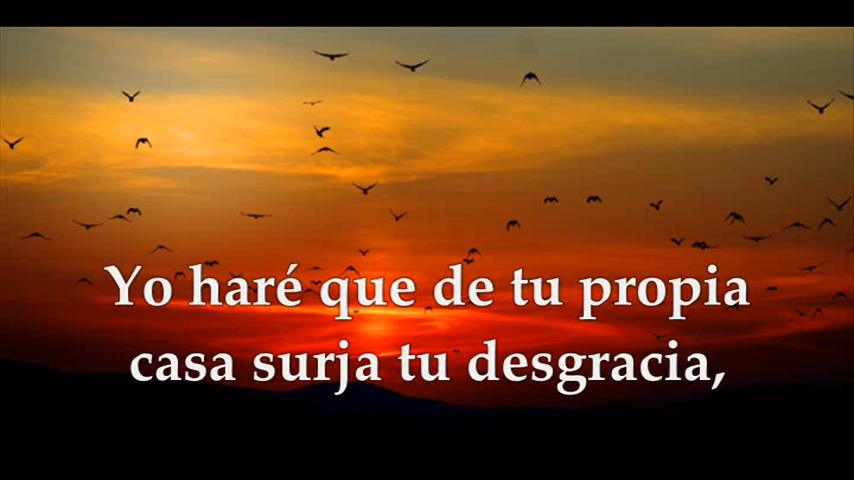 Yo haré que de tu propia
casa surja tu desgracia,